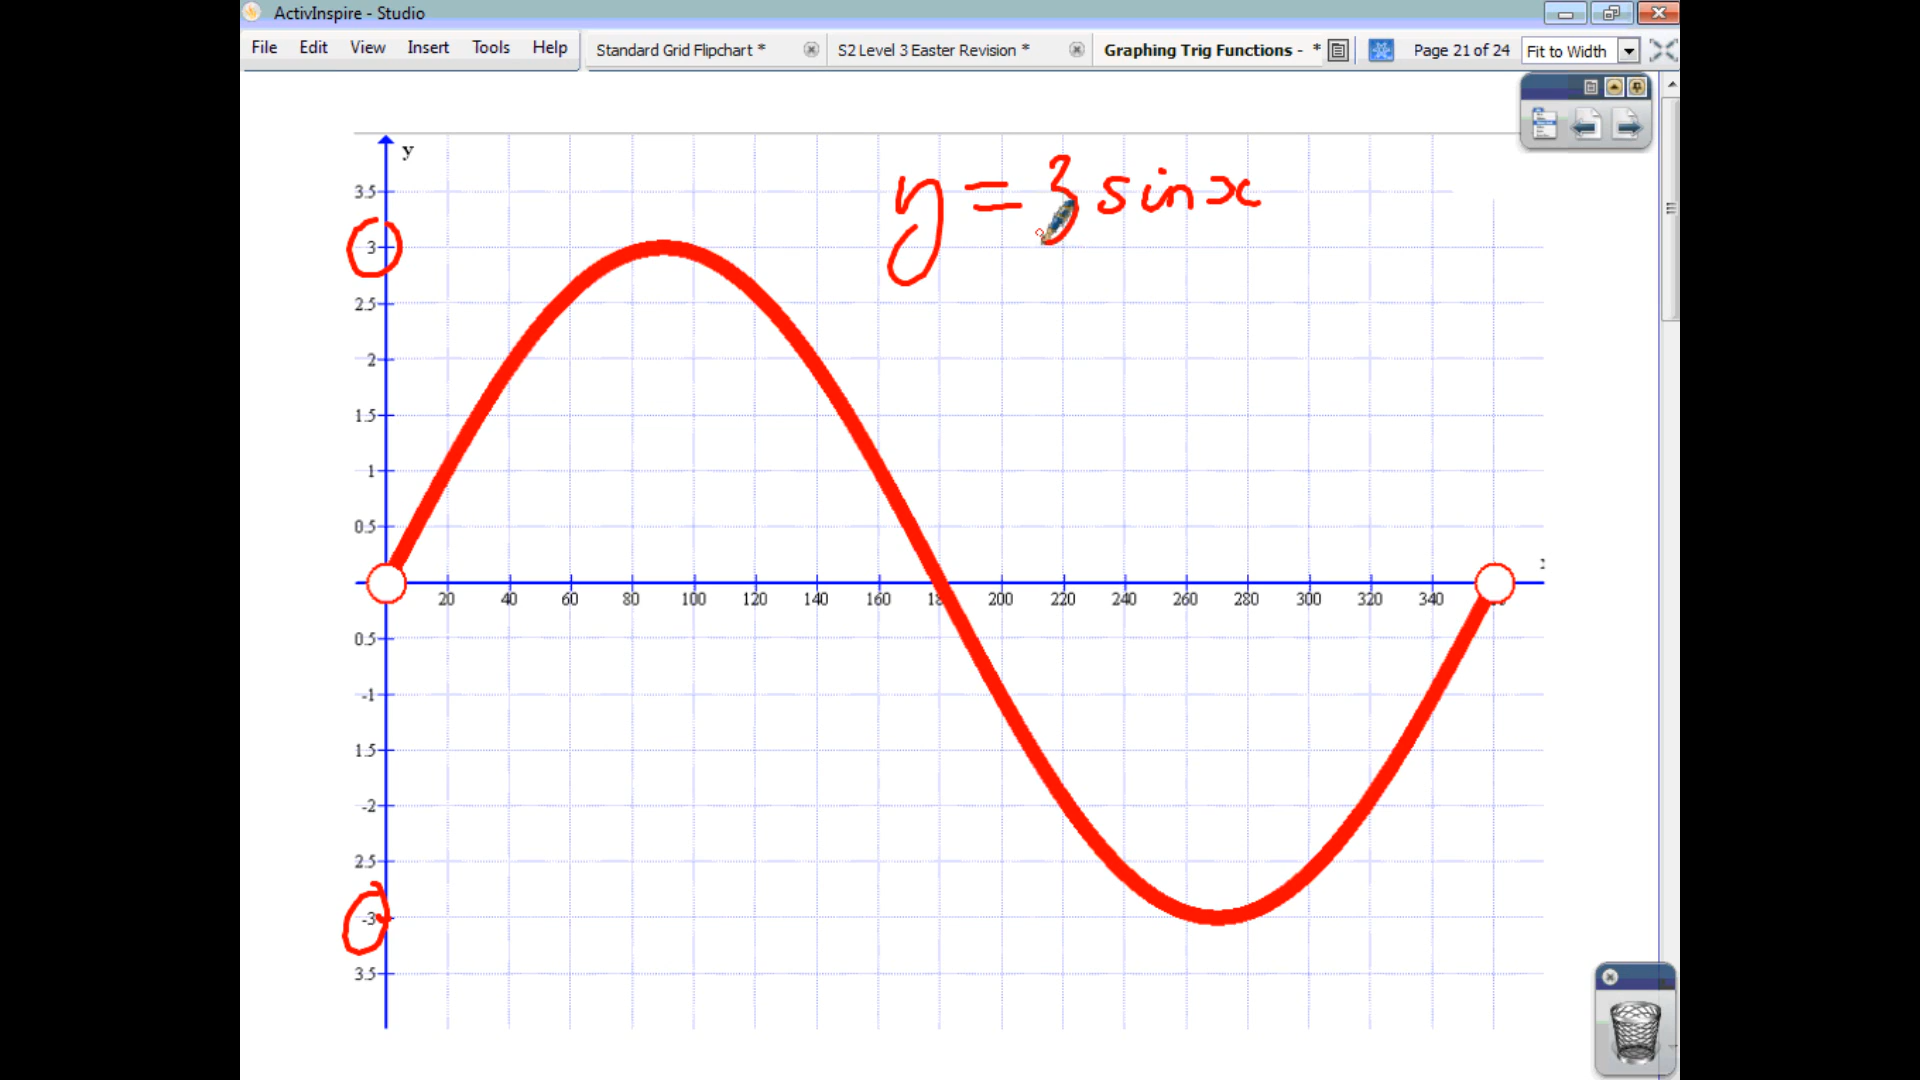 ActivInspire - Studio
File Edit View Insert Tools Help
Standard Grid Flipchart *
S2 Level 3 Easter Revision *
Graphing Trig Functions - *
Page 21 of 24
Fit to Width
y
y = 3 sin x
3.5
3
2.5
2
1.5
1
0.5
20 40 60 80 100 120 140 160 200 220 240 260 280 300 320 340
0.5
-1
1.5
-2
2.5
-3
3.5